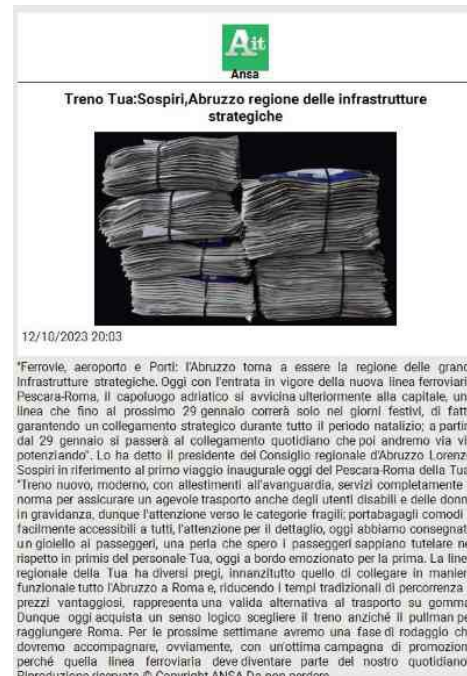 Ait
Ansa
Treno Tua:Sospiri,Abruzzo regione delle infrastrutture
strategiche
12/10/2023 20:03
"Ferrovie, aeroporto e Porti: l'Abruzzo torna a essere la regione delle grand
Infrastrutture strategiche. Oggi con l'entrata in vigore della nuova linea ferroviari
Pescara-Roma, il capoluogo adriatico si avvicina ulteriormente alla capitale, un
linea che fino al prossimo 29 gennaio correrà solo nei giorni festivi, di fatt
garantendo un collegamento strategico durante tutto il periodo natalizio; a partir
dal 29 gennaio si passerà al collegamento quotidiano che poi andremo via vi
potenziando". Lo ha detto il presidente del Consiglio regionale d'Abruzzo Lorenz
Sospiri in riferimento al primo viaggio inaugurale oggi del Pescara-Roma della Tua
"Treno nuovo, moderno, con allestimenti all'avanguardia, servizi completamente
norma per assicurare un agevole trasporto anche degli utenti disabili e delle donn
in gravidanza, dunque l'attenzione verso le categorie fragili; portabagagli comodi
facilmente accessibili a tutti, l'attenzione per il dettaglio, oggi abbiamo consegnat
un gioiello ai passeggeri, una perla che spero i passeggeri sappiano tutelare ne
rispetto in primis del personale Tua, oggi a bordo emozionato per la prima. La line
regionale della Tua ha diversi pregi, innanzitutto quello di collegare in manier
funzionale tutto l'Abruzzo a Roma e, riducendo i tempi tradizionali di percorrenza
prezzi vantaggiosi, rappresenta una valida alternativa al trasporto su gomma
Dunque oggi acquista un senso logico scegliere il treno anziché il pullman pe
raggiungere Roma. Per le prossime settimane avremo una fase di rodaggio ch
dovremo accompagnare, ovviamente, con un'ottima campagna di promozion
perché quella linea ferroviaria deve diventare parte del nostro quotidiano
Riproduzione riservata © Copyright ANSA Da non perdere